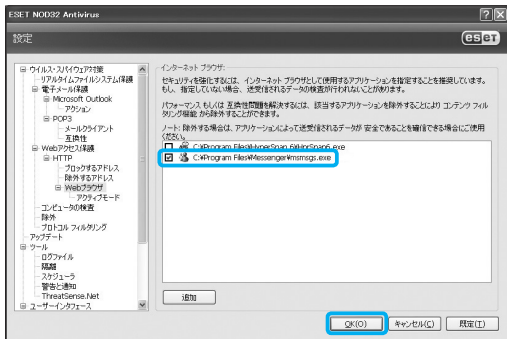 ESET NOD32 Antivirus
設定
eset
ウイルス・スパイウェア対策
リアルタイムファイルシステム保護
電子メール保護
Microsoft Outlook
アクション
POP3
メールクライアント
互換性
Webアクセス保護
HTTP
ブロックするアドレス
除外するアドレス
Webブラウザ
アクティブモード
コンピュータの検査
除外
プロトコル フィルタリング
アップデート
ツール
ログファイル
隔離
スケジューラ
警告と通知
ThreatSense.Net
ユーザーインタフェース
インターネット ブラウザ:
セキュリティを強化するには、インターネット ブラウザとして使用するアプリケーションを指定することを推奨しています。
もし、指定していない場合、送受信されるデータの検査が行なわれない可能性があります。
パフォーマンス もしくは 互換性問題を解決するには、該当するアプリケーションを除外することにより コンテンツ フィル
タリング機能 から除外することができます。
ノート: 除外する場合は、アプリケーションによって送受信されるデータが 安全であることを確信できる場合にご使用
ください。
C:¥Program Files¥HyperSnap 6¥HprSnap6.exe
C:¥Program Files¥Messenger¥msmsgs.exe
追加
OK(O)
キャンセル(C)
既定(T)